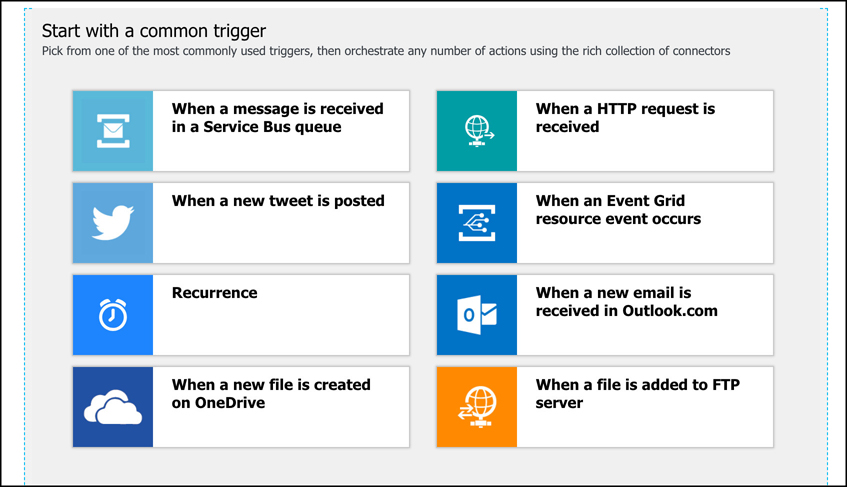 Start with a common trigger
Pick from one of the most commonly used triggers, then orchestrate any number of actions using the rich collection of connectors
When a message is received
in a Service Bus queue
When a HTTP request is
received
When a new tweet is posted
When an Event Grid
resource event occurs
Recurrence
When a new email is
received in Outlook.com
When a new file is created
on OneDrive
When a file is added to FTP
server